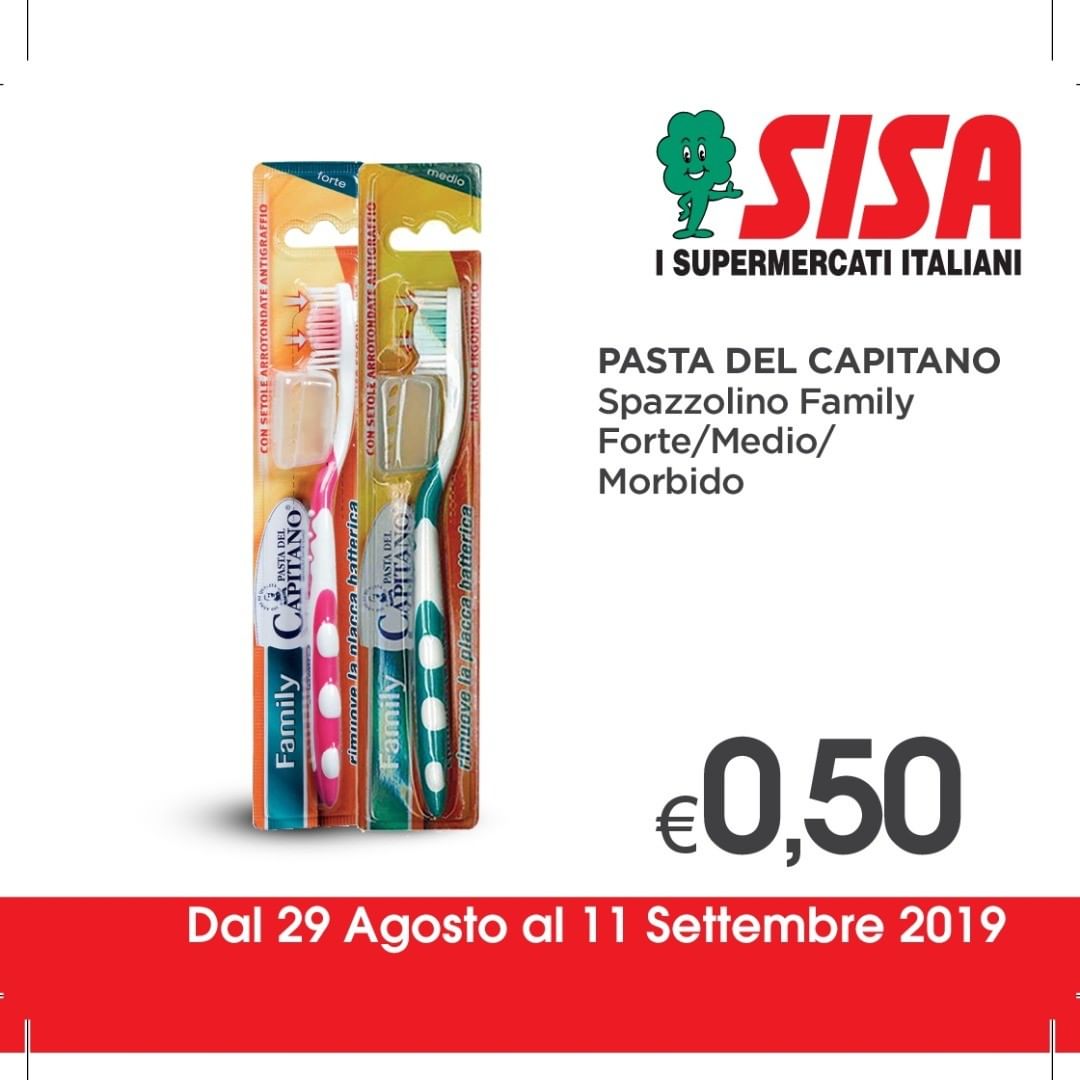 SISA
I SUPERMERCATI ITALIANI
PASTA DEL CAPITANO
Spazzolino Family
Forte/Medio/
Morbido
forte
CON SETOLE ARROTONDATE ANTIGRAFFIO
rimuove la placca batterica
PASTA DEL
CAPITANO®
Family
medio
CON SETOLE ARROTONDATE ANTIGRAFFIO
MANICO ERGONOMICO
rimuove la placca batterica
PASTA DEL
CAPITANO
Family
€0,50
Dal 29 Agosto al 11 Settembre 2019